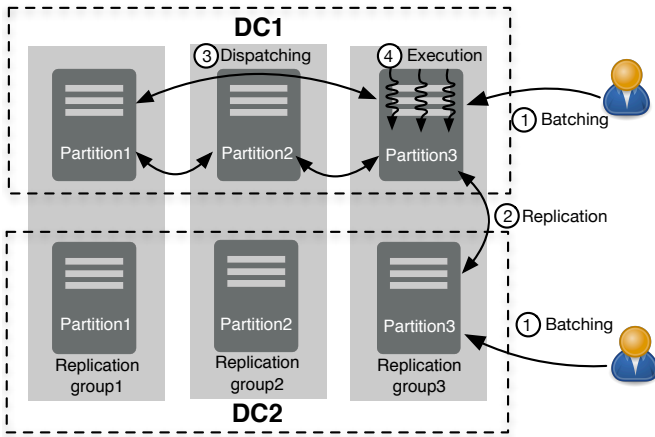 DC1
③ Dispatching
④ Execution
① Batching
Partition1
Partition2
Partition3
② Replication
Partition1
Partition2
Partition3
① Batching
Replication
group1
Replication
group2
Replication
group3
DC2